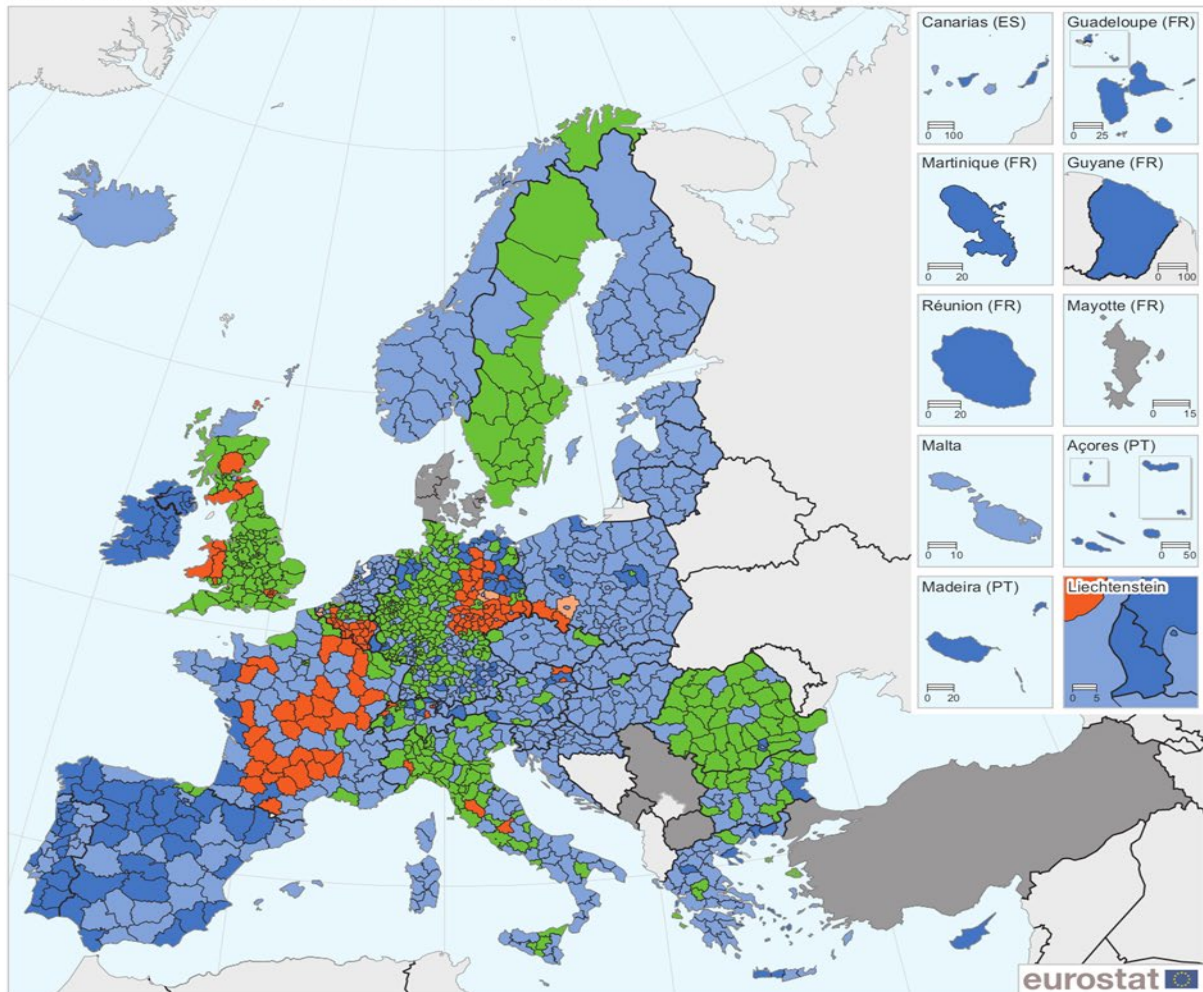 Canarias (ES)
0 100
Guadeloupe (FR)
0 25
Martinique (FR)
0 20
Guyane (FR)
0 100
Réunion (FR)
0 20
Mayotte (FR)
0 15
Malta
0 10
Açores (PT)
0 50
Madeira (PT)
0 20
Liechtenstein
0 5
eurostat